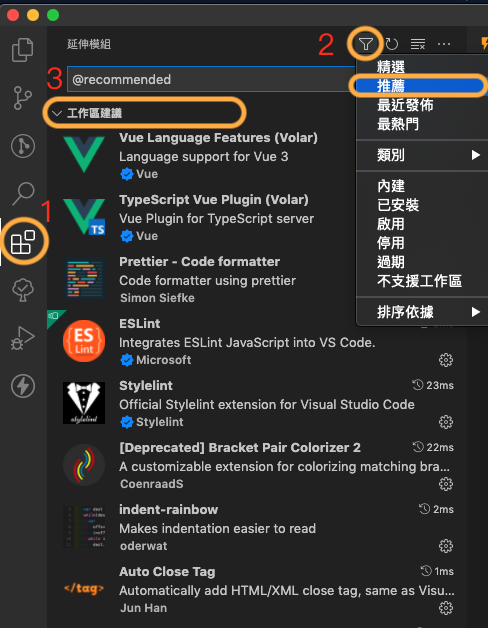 延伸模組
2
3
@recommended
精選
推薦
最近發佈
最熱門
類別
內建
已安裝
啟用
停用
過期
不支援工作區
排序依據
工作區建議
1
Vue Language Features (Volar)
Language support for Vue 3
Vue
TypeScript Vue Plugin (Volar)
Vue Plugin for TypeScript server
Vue
TS
Prettier - Code formatter
Code formatter using prettier
Simon Siefke
ESLint
Integrates ESLint JavaScript into VS Code.
Microsoft
ES
Lint
Stylelint
23ms
Official Stylelint extension for Visual Studio Code
Stylelint
stylelint
[Deprecated] Bracket Pair Colorizer 2
22ms
A customizable extension for colorizing matching bra...
CoenraadS
indent-rainbow
2ms
Makes indentation easier to read
oderwat
Auto Close Tag
1ms
Automatically add HTML/XML close tag, same as Visu...
Jun Han
</tag>